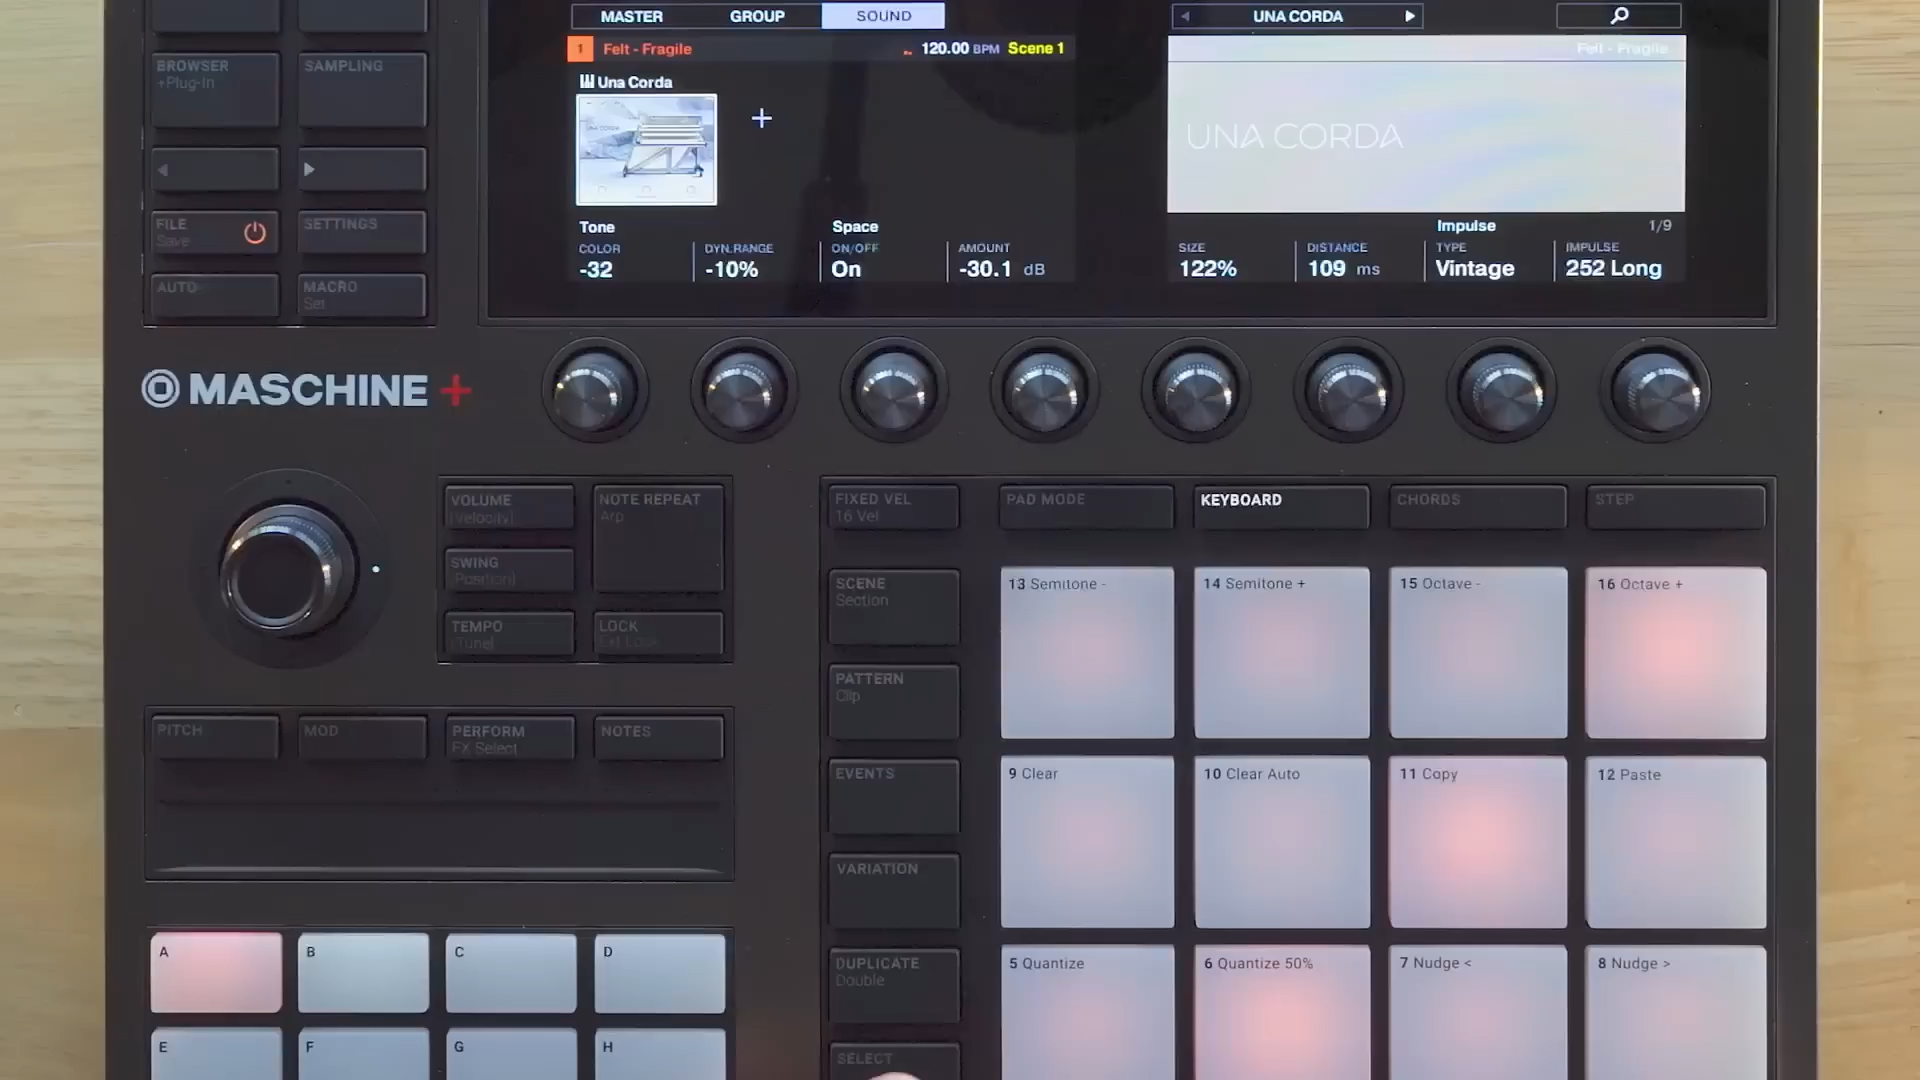 MASTER GROUP SOUND
UNA CORDA
1 Felt - Fragile 120.00 BPM Scene 1
Felt - Fragile
Una Corda
UNA CORDA
Tone Space
COLOR DYN.RANGE ON/OFF AMOUNT
-32 -10% On -30.1 dB
Impulse 1/9
SIZE DISTANCE TYPE IMPULSE
122% 109 ms Vintage 252 Long
BROWSER
+Plug-In
SAMPLING
FILE
Save
SETTINGS
AUTO
MACRO
Set
MASCHINE+
VOLUME
[Velocity]
NOTE REPEAT
Arp
SWING
[Position]
TEMPO
[Tune]
LOCK
Ext Lock
FIXED VEL
16 Vel
PAD MODE
KEYBOARD
CHORDS
STEP
SCENE
Section
PATTERN
Clip
EVENTS
VARIATION
DUPLICATE
Double
SELECT
13 Semitone -
14 Semitone +
15 Octave -
16 Octave +
9 Clear
10 Clear Auto
11 Copy
12 Paste
5 Quantize
6 Quantize 50%
7 Nudge <
8 Nudge >
PITCH
MOD
PERFORM
FX Select
NOTES
A
B
C
D
E
F
G
H